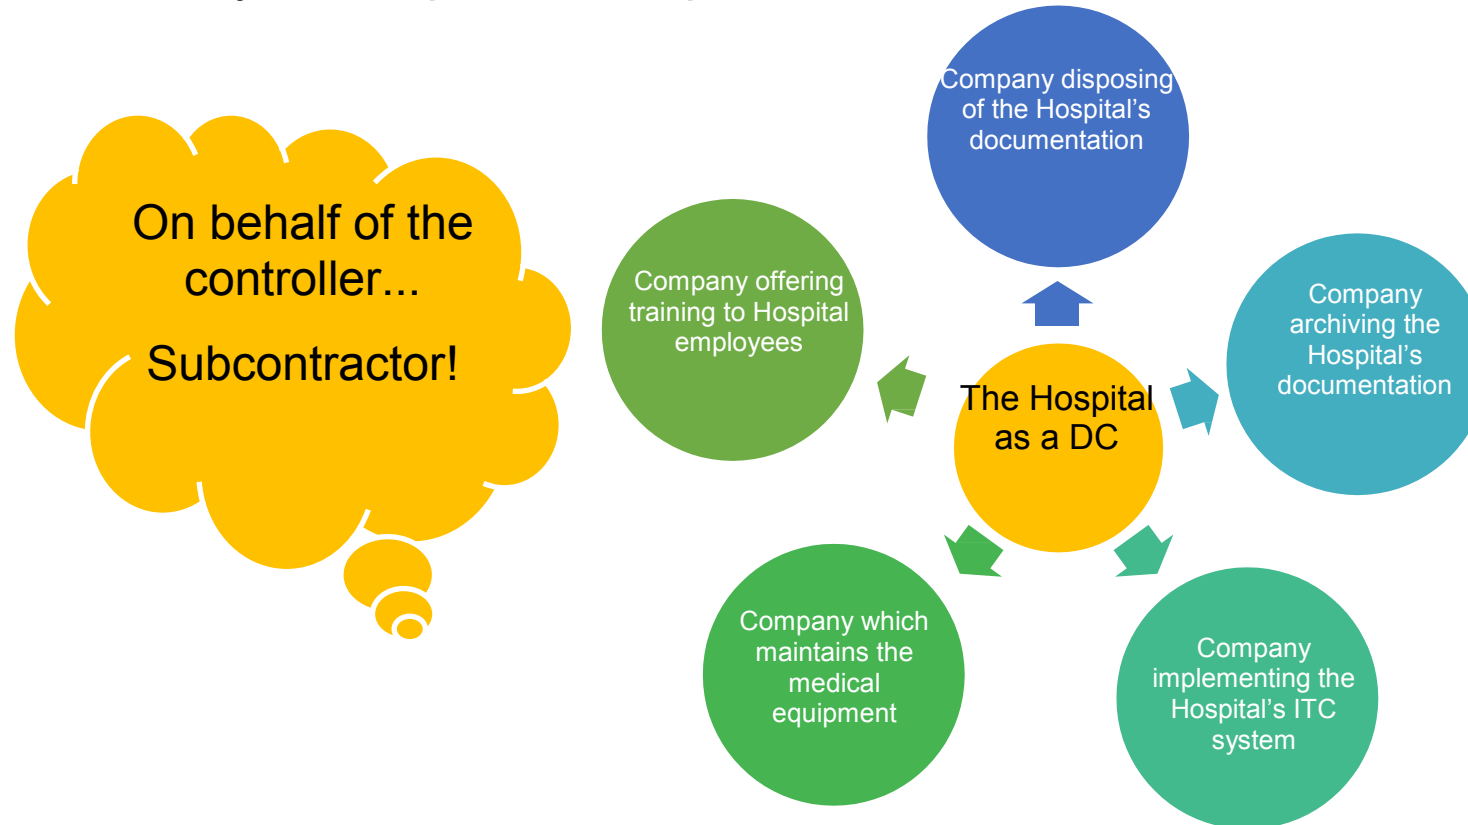 On behalf of the
controller...
Subcontractor!
Company disposing
of the Hospital’s
documentation
Company offering
training to Hospital
employees
Company
archiving the
Hospital’s
documentation
The Hospital
as a DC
Company which
maintains the
medical
equipment
Company
implementing the
Hospital’s ITC
system